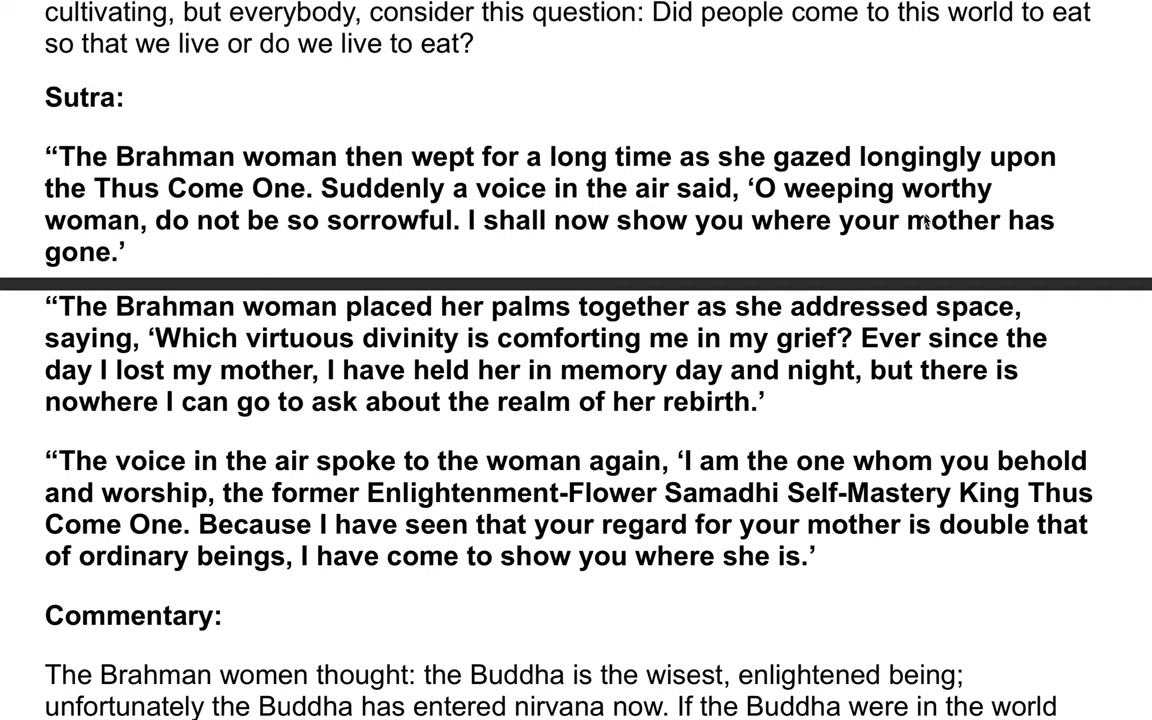 cultivating, but everybody, consider this question: Did people come to this world to eat
so that we live or do we live to eat?
Sutra:
“The Brahman woman then wept for a long time as she gazed longingly upon
the Thus Come One. Suddenly a voice in the air said, ‘O weeping worthy
woman, do not be so sorrowful. I shall now show you where your mother has
gone.’
“The Brahman woman placed her palms together as she addressed space,
saying, ‘Which virtuous divinity is comforting me in my grief? Ever since the
day I lost my mother, I have held her in memory day and night, but there is
nowhere I can go to ask about the realm of her rebirth.’
“The voice in the air spoke to the woman again, ‘I am the one whom you behold
and worship, the former Enlightenment-Flower Samadhi Self-Mastery King Thus
Come One. Because I have seen that your regard for your mother is double that
of ordinary beings, I have come to show you where she is.’
Commentary:
The Brahman women thought: the Buddha is the wisest, enlightened being;
unfortunately the Buddha has entered nirvana now. If the Buddha were in the world